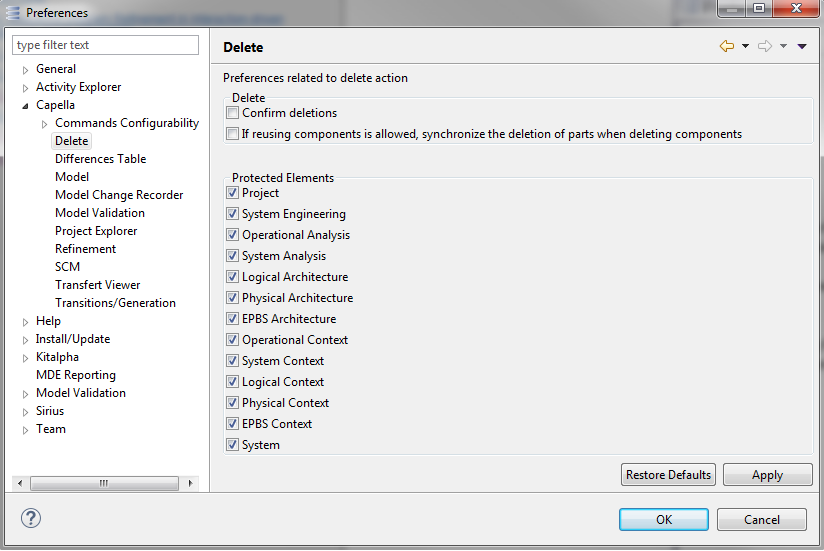 Preferences
type filter text
General
Activity Explorer
Capella
Commands Configurability
Delete
Differences Table
Model
Model Change Recorder
Model Validation
Project Explorer
Refinement
SCM
Transfert Viewer
Transitions/Generation
Help
Install/Update
Kitalpha
MDE Reporting
Model Validation
Sirius
Team
Delete
Preferences related to delete action
Delete
Confirm deletions
If reusing components is allowed, synchronize the deletion of parts when deleting components
Protected Elements
Project
System Engineering
Operational Analysis
System Analysis
Logical Architecture
Physical Architecture
EPBS Architecture
Operational Context
System Context
Logical Context
Physical Context
EPBS Context
System
Restore Defaults
Apply
OK
Cancel